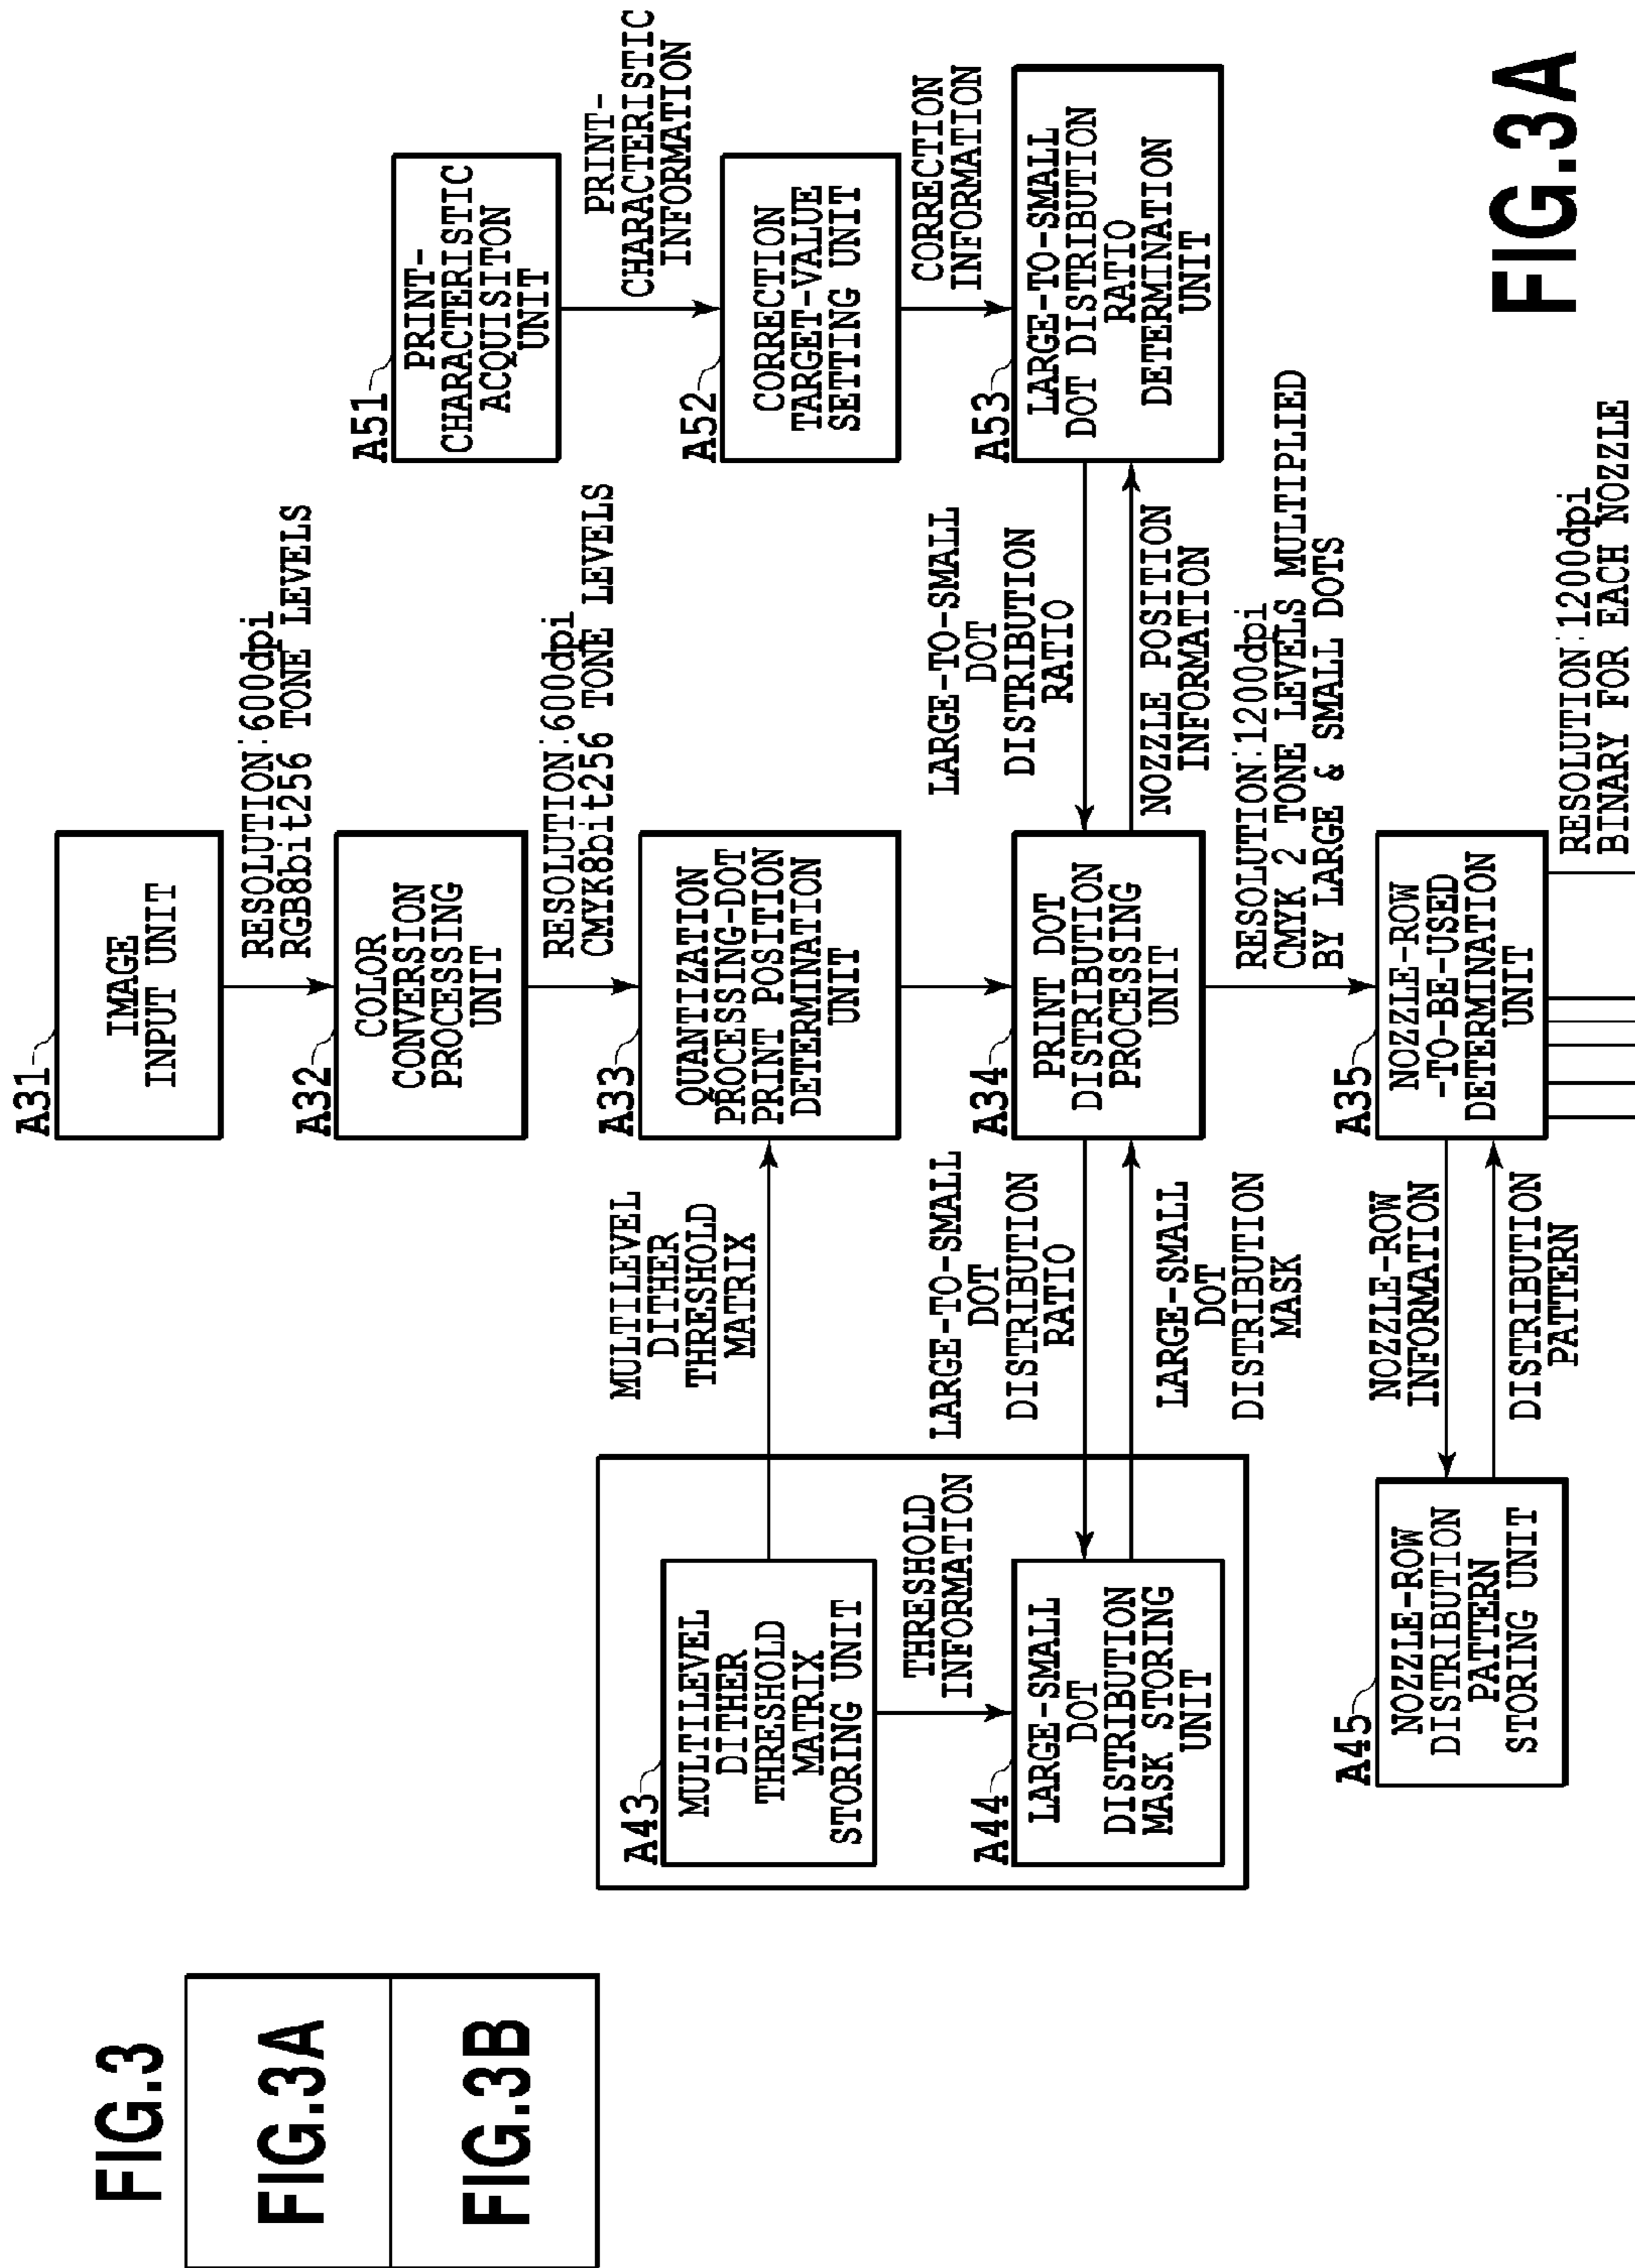 FIG.3
FIG.3A
FIG.3B
A31
IMAGE
INPUT UNIT
RESOLUTION:600dpi
RGB8bit256 TONE LEVELS
A32
COLOR
CONVERSION
PROCESSING
UNIT
RESOLUTION:600dpi
CMYK8bit256 TONE LEVELS
A33
QUANTIZATION
PROCESSING-DOT
PRINT POSITION
DETERMINATION
UNIT
A34
PRINT DOT
DISTRIBUTION
PROCESSING
UNIT
RESOLUTION:1200dpi
CMYK 2 TONE LEVELS MULTIPLIED
BY LARGE & SMALL DOTS
A35
NOZZLE-ROW
-TO-BE-USED
DETERMINATION
UNIT
RESOLUTION:1200dpi
BINARY FOR EACH NOZZLE
A43
MULTILEVEL
DITHER
THRESHOLD
MATRIX
STORING UNIT
MULTILEVEL
DITHER
THRESHOLD
MATRIX
THRESHOLD
INFORMATION
A44
LARGE-SMALL
DOT
DISTRIBUTION
MASK STORING
UNIT
LARGE-TO-SMALL
DOT
DISTRIBUTION
RATIO
LARGE-SMALL
DOT
DISTRIBUTION
MASK
A45
NOZZLE-ROW
DISTRIBUTION
PATTERN
STORING UNIT
NOZZLE-ROW
INFORMATION
DISTRIBUTION
PATTERN
A51
PRINT-
CHARACTERISTIC
ACQUISITON
UNIT
PRINT-
CHARACTERISTIC
INFORMATION
A52
CORRECTION
TARGET-VALUE
SETTING UNIT
CORRECTION
INFORMATION
A53
LARGE-TO-SMALL
DOT DISTRIBUTION
RATIO
DETERMINATION
UNIT
LARGE-TO-SMALL
DOT
DISTRIBUTION
RATIO
NOZZLE POSITION
INFORMATION
FIG.3A